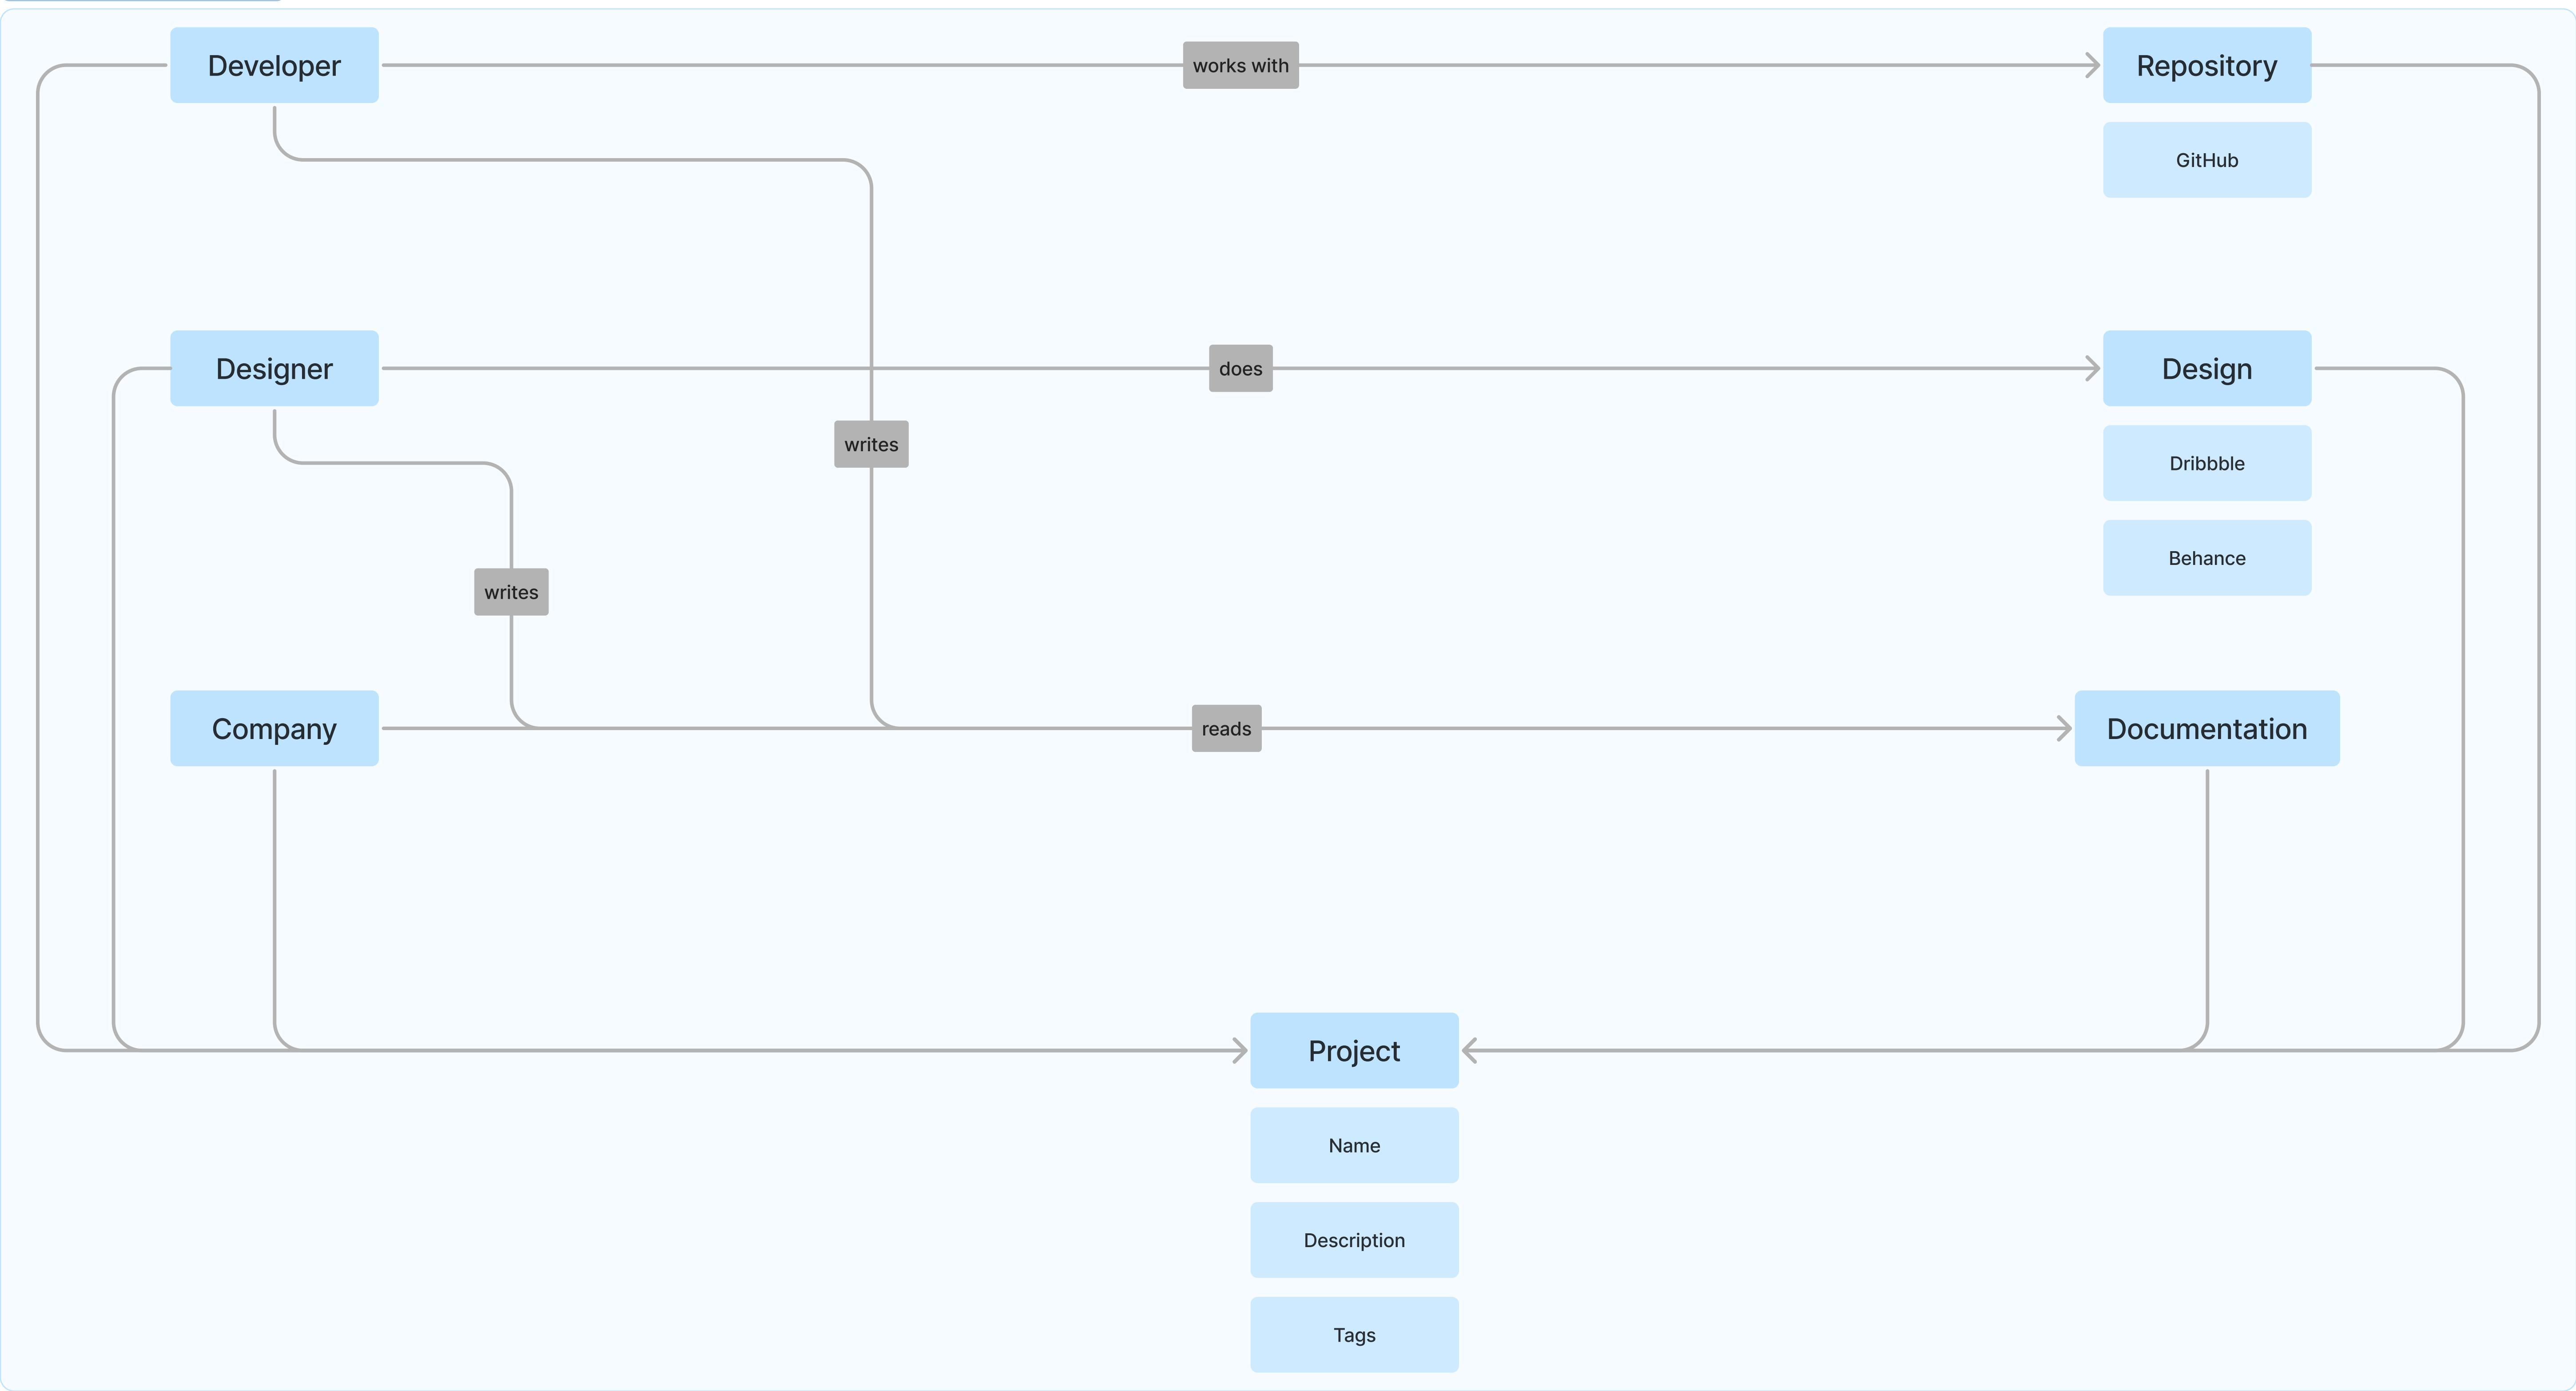 Developer
works with
Repository
GitHub
Designer
does
Design
writes
Dribbble
Behance
writes
Company
reads
Documentation
Project
Name
Description
Tags